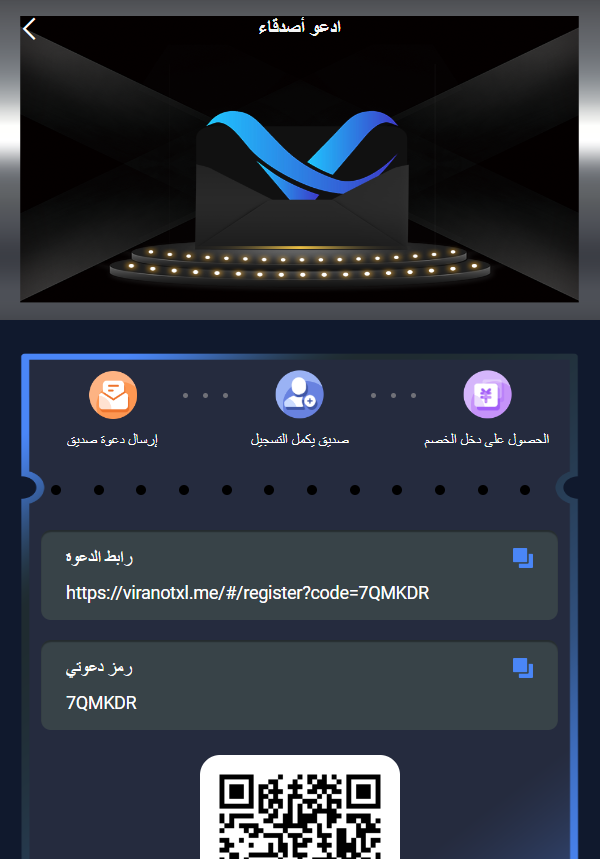 ادعو أصدقاء
إرسال دعوة صديق
صديق يكمل التسجيل
الحصول على دخل الخصم
رابط الدعوة
https://viranotxl.me/#/register?code=7QMKDR
رمز دعوتي
7QMKDR